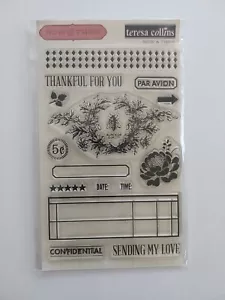 teresa collins
THANKFUL FOR YOU
PAR AVION
5¢
DATE: TIME:
CONFIDENTIAL
SENDING MY LOVE